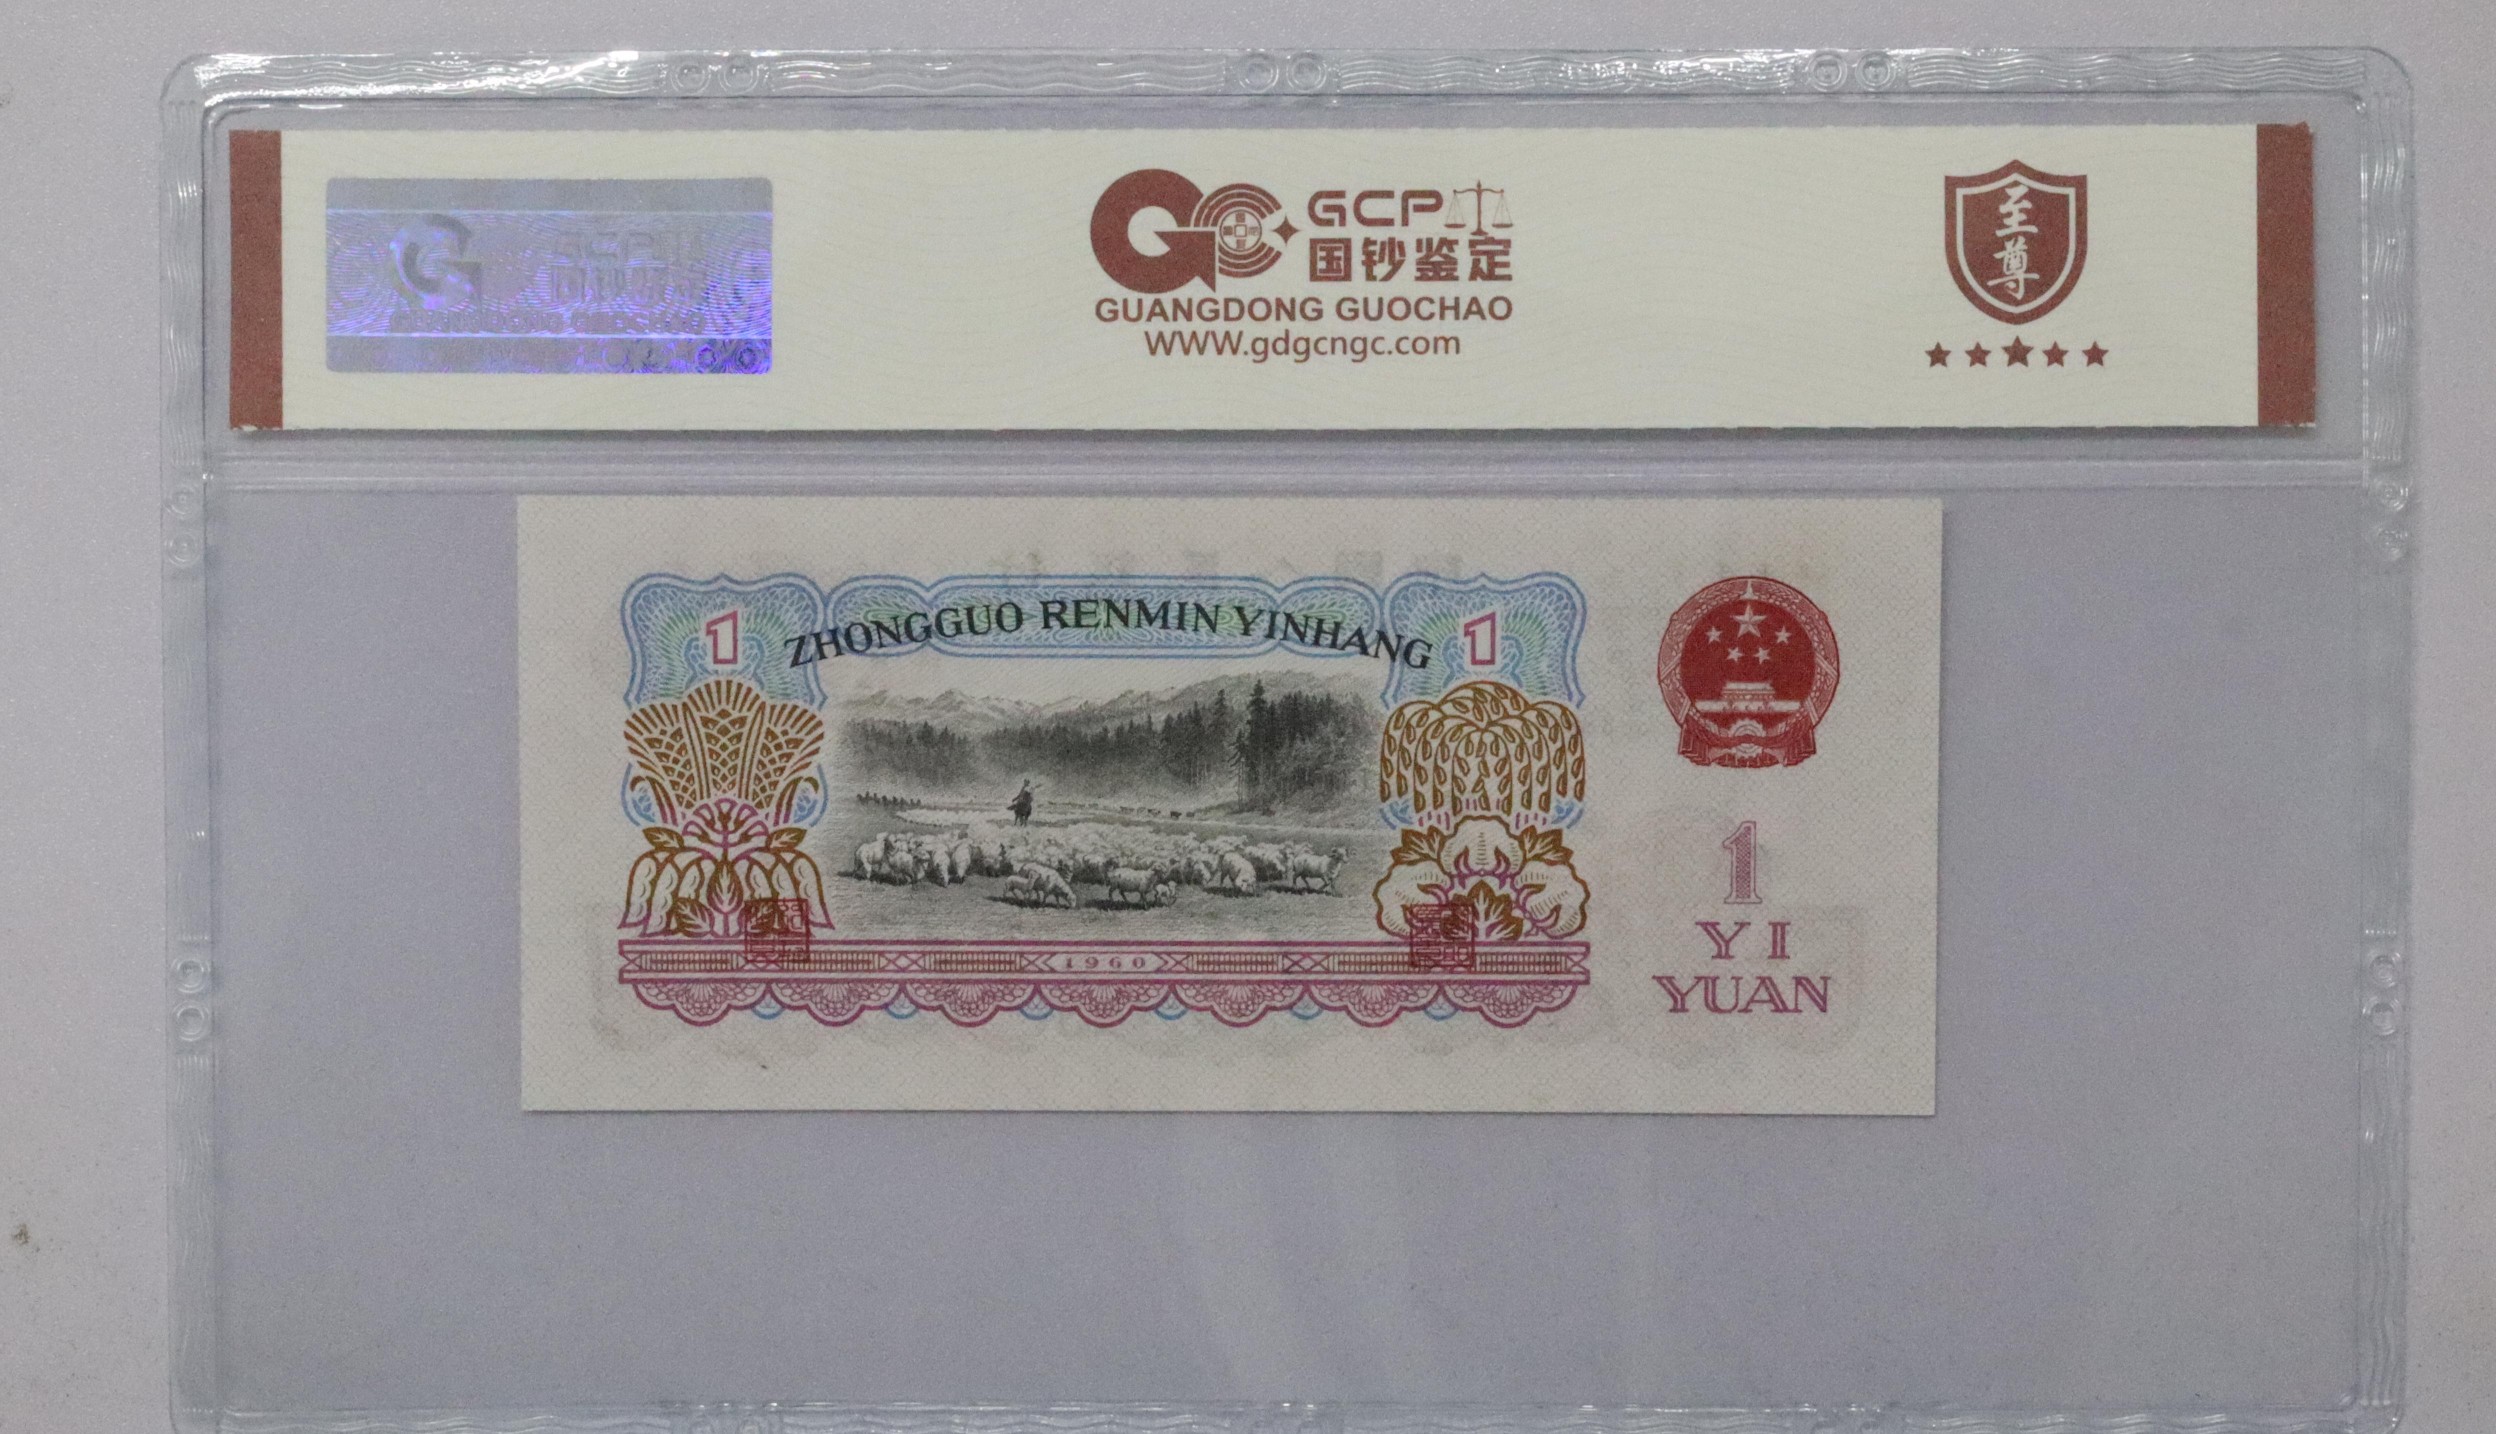 GCP
国钞鉴定
GUANGDONG GUOCHAO
WWW.gdgcngc.com
至尊
ZHONGGUO RENMIN YINHANG
1
1
1960
1
YI
YUAN